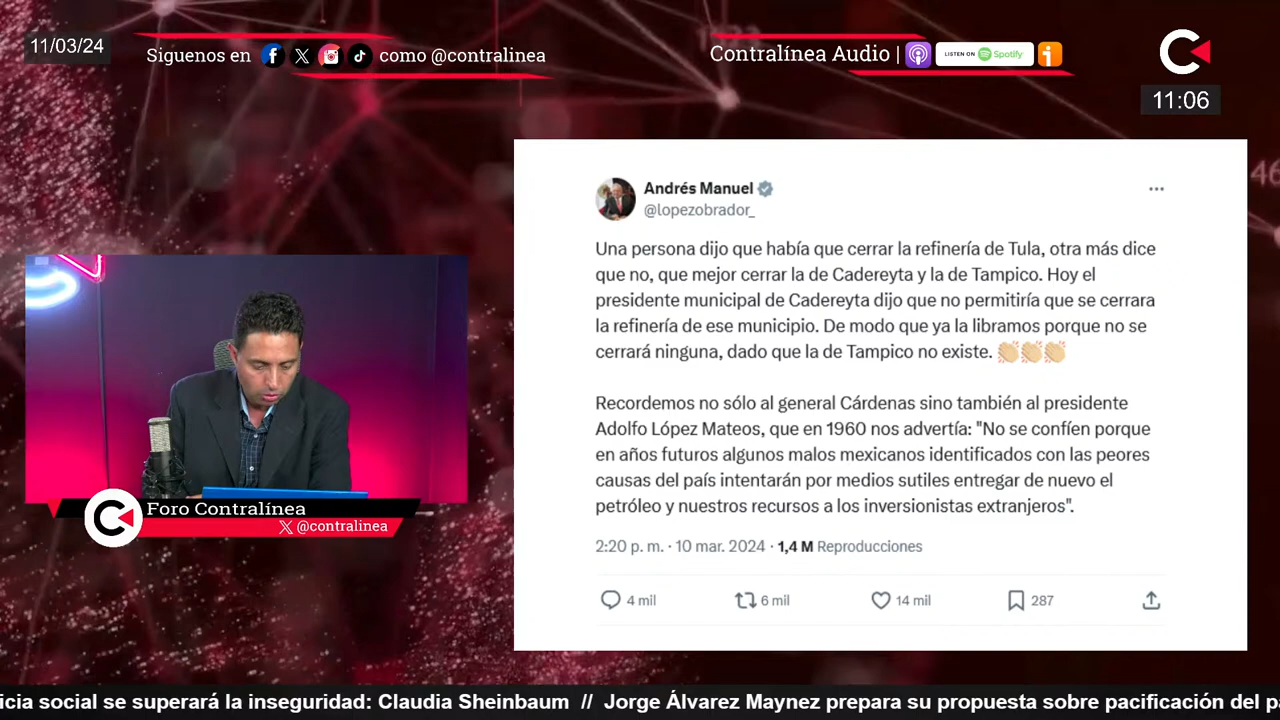 11/03/24
Siguenos en
como @contralinea
Contralínea Audio |
LISTEN ON Spotify
11:06
Andrés Manuel
@lopezobrador_
Una persona dijo que había que cerrar la refinería de Tula, otra más dice
que no, que mejor cerrar la de Cadereyta y la de Tampico. Hoy el
presidente municipal de Cadereyta dijo que no permitiría que se cerrara
la refinería de ese municipio. De modo que ya la libramos porque no se
cerrará ninguna, dado que la de Tampico no existe. 👏🏼👏🏼👏🏼
Recordemos no sólo al general Cárdenas sino también al presidente
Adolfo López Mateos, que en 1960 nos advertía: "No se confíen porque
en años futuros algunos malos mexicanos identificados con las peores
causas del país intentarán por medios sutiles entregar de nuevo el
petróleo y nuestros recursos a los inversionistas extranjeros".
2:20 p. m. · 10 mar. 2024 · 1,4 M Reproducciones
4 mil
6 mil
14 mil
287
Foro Contralínea
@contralinea
icia social se superará la inseguridad: Claudia Sheinbaum // Jorge Álvarez Maynez prepara su propuesta sobre pacificación del